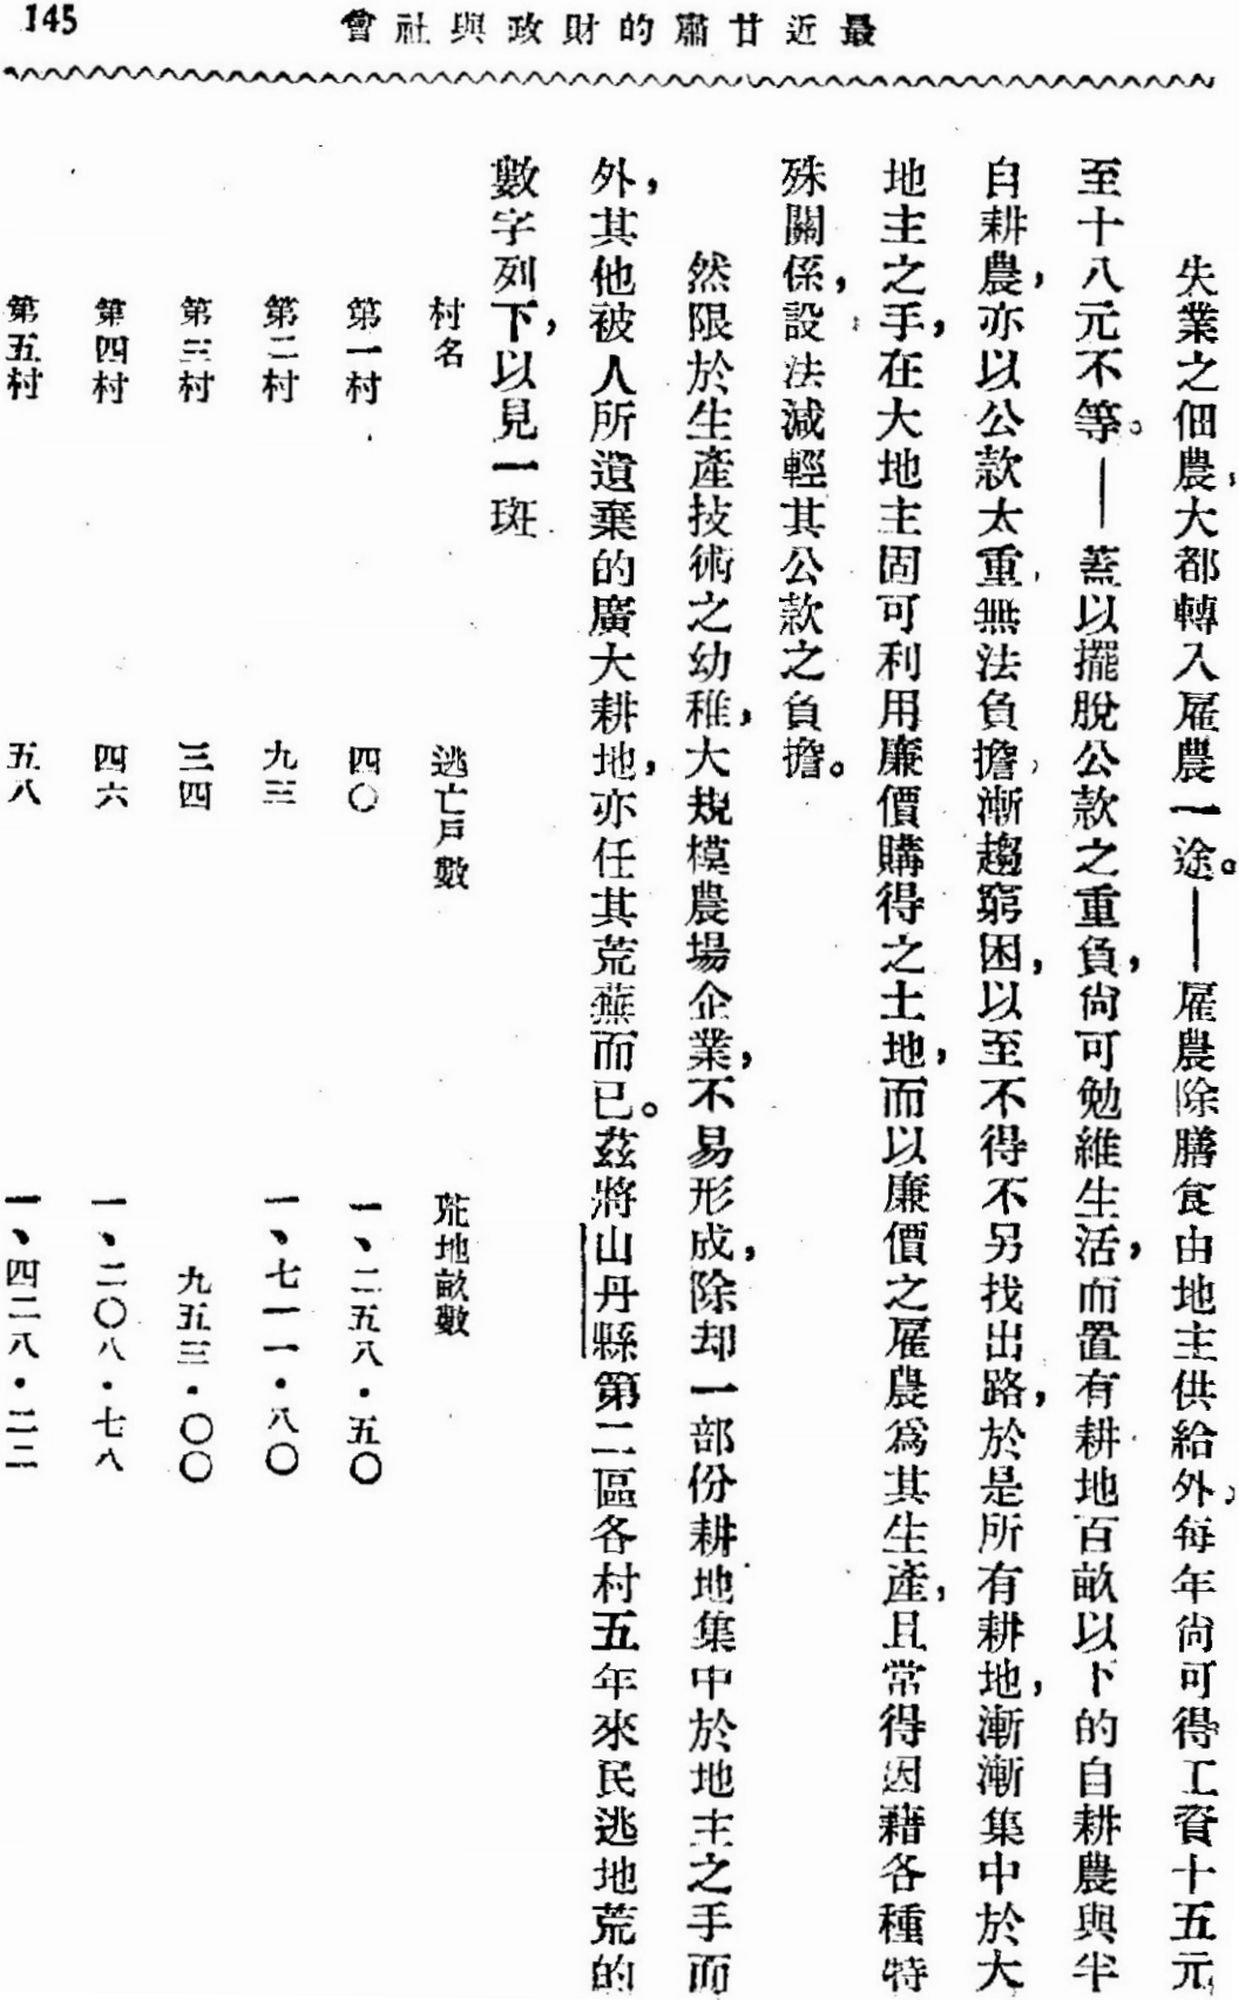 145
最近甘肅的財政與社會
失業之佃農，大都轉入雇農一途。——雇農除膳食由地主供給外，每年尙可得工資十五元
至十八元不等。——蓋以擺脫公款之重負，尙可勉維生活，而置有耕地百畝以下的自耕農與半
自耕農，亦以公款太重，無法負擔，漸趨窮困，以至不得不另找出路，於是所有耕地，漸漸集中於大
地主之手，在大地主固可利用廉價購得之土地，而以廉價之雇農爲其生產，且常得因藉各種特
殊關係，設法減輕其公款之負擔。
然限於生產技術之幼稚，大規模農場企業，不易形成，除却一部份耕地集中於地主之手而
外，其他被人所遺棄的廣大耕地，亦任其荒蕪而已。茲將山丹縣第二區各村五年來民逃地荒的
數字列下，以見一斑
村名　逃亡戶數　荒地畝數
第一村　四〇　一、二五八・五〇
第二村　九三　一、七一一・八〇
第三村　三四　九五三・〇〇
第四村　四六　一、二〇八・七八
第五村　五八　一、四二八・二二